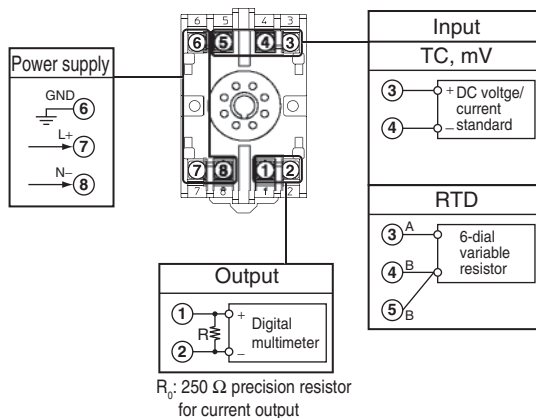 6 5 4 3
6 5 4 3
7 8 1 2
7 8 1 2
Power supply
GND
6
L+
7
N−
8
Input
TC, mV
3
+
DC voltge/
current
standard
4
−
RTD
3 A
6-dial
variable
resistor
4 B
5 B
Output
1
+
R
Digital
multimeter
2
−
R₀: 250 Ω precision resistor
for current output